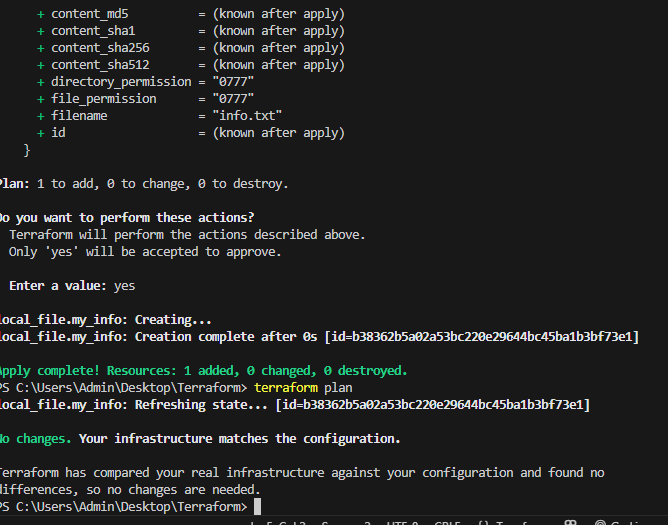 + content_md5 = (known after apply)
+ content_sha1 = (known after apply)
+ content_sha256 = (known after apply)
+ content_sha512 = (known after apply)
+ directory_permission = "0777"
+ file_permission = "0777"
+ filename = "info.txt"
+ id = (known after apply)
}
Plan: 1 to add, 0 to change, 0 to destroy.
Do you want to perform these actions?
Terraform will perform the actions described above.
Only 'yes' will be accepted to approve.
Enter a value: yes
local_file.my_info: Creating...
local_file.my_info: Creation complete after 0s [id=b38362b5a02a53bc220e29644bc45ba1b3bf73e1]
Apply complete! Resources: 1 added, 0 changed, 0 destroyed.
PS C:\Users\Admin\Desktop\Terraform> terraform plan
local_file.my_info: Refreshing state... [id=b38362b5a02a53bc220e29644bc45ba1b3bf73e1]
No changes. Your infrastructure matches the configuration.
Terraform has compared your real infrastructure against your configuration and found no
differences, so no changes are needed.
PS C:\Users\Admin\Desktop\Terraform>